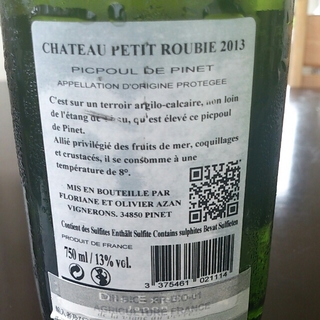 CHATEAU PETIT ROUBIE 2013
PICPOUL DE PINET
APPELLATION D'ORIGINE PROTEGEE
C'est sur un terroir argilo-calcaire, non loin
de l'étang de qu'est élevé ce picpoul
de Pinet.
Allié privilégié des fruits de mer, coquillages
et crustacés, il se consomme à une
température de 8°.
MIS EN BOUTEILLE PAR
FLORIANE ET OLIVIER AZAN
VIGNERONS. 34850 PINET
Contient des Sulfites Enthält Sulfite Contains sulphites Bevat Sulfieten
PRODUIT DE FRANCE
750 ml / 13% vol.
3 375461 021114
FRANCE